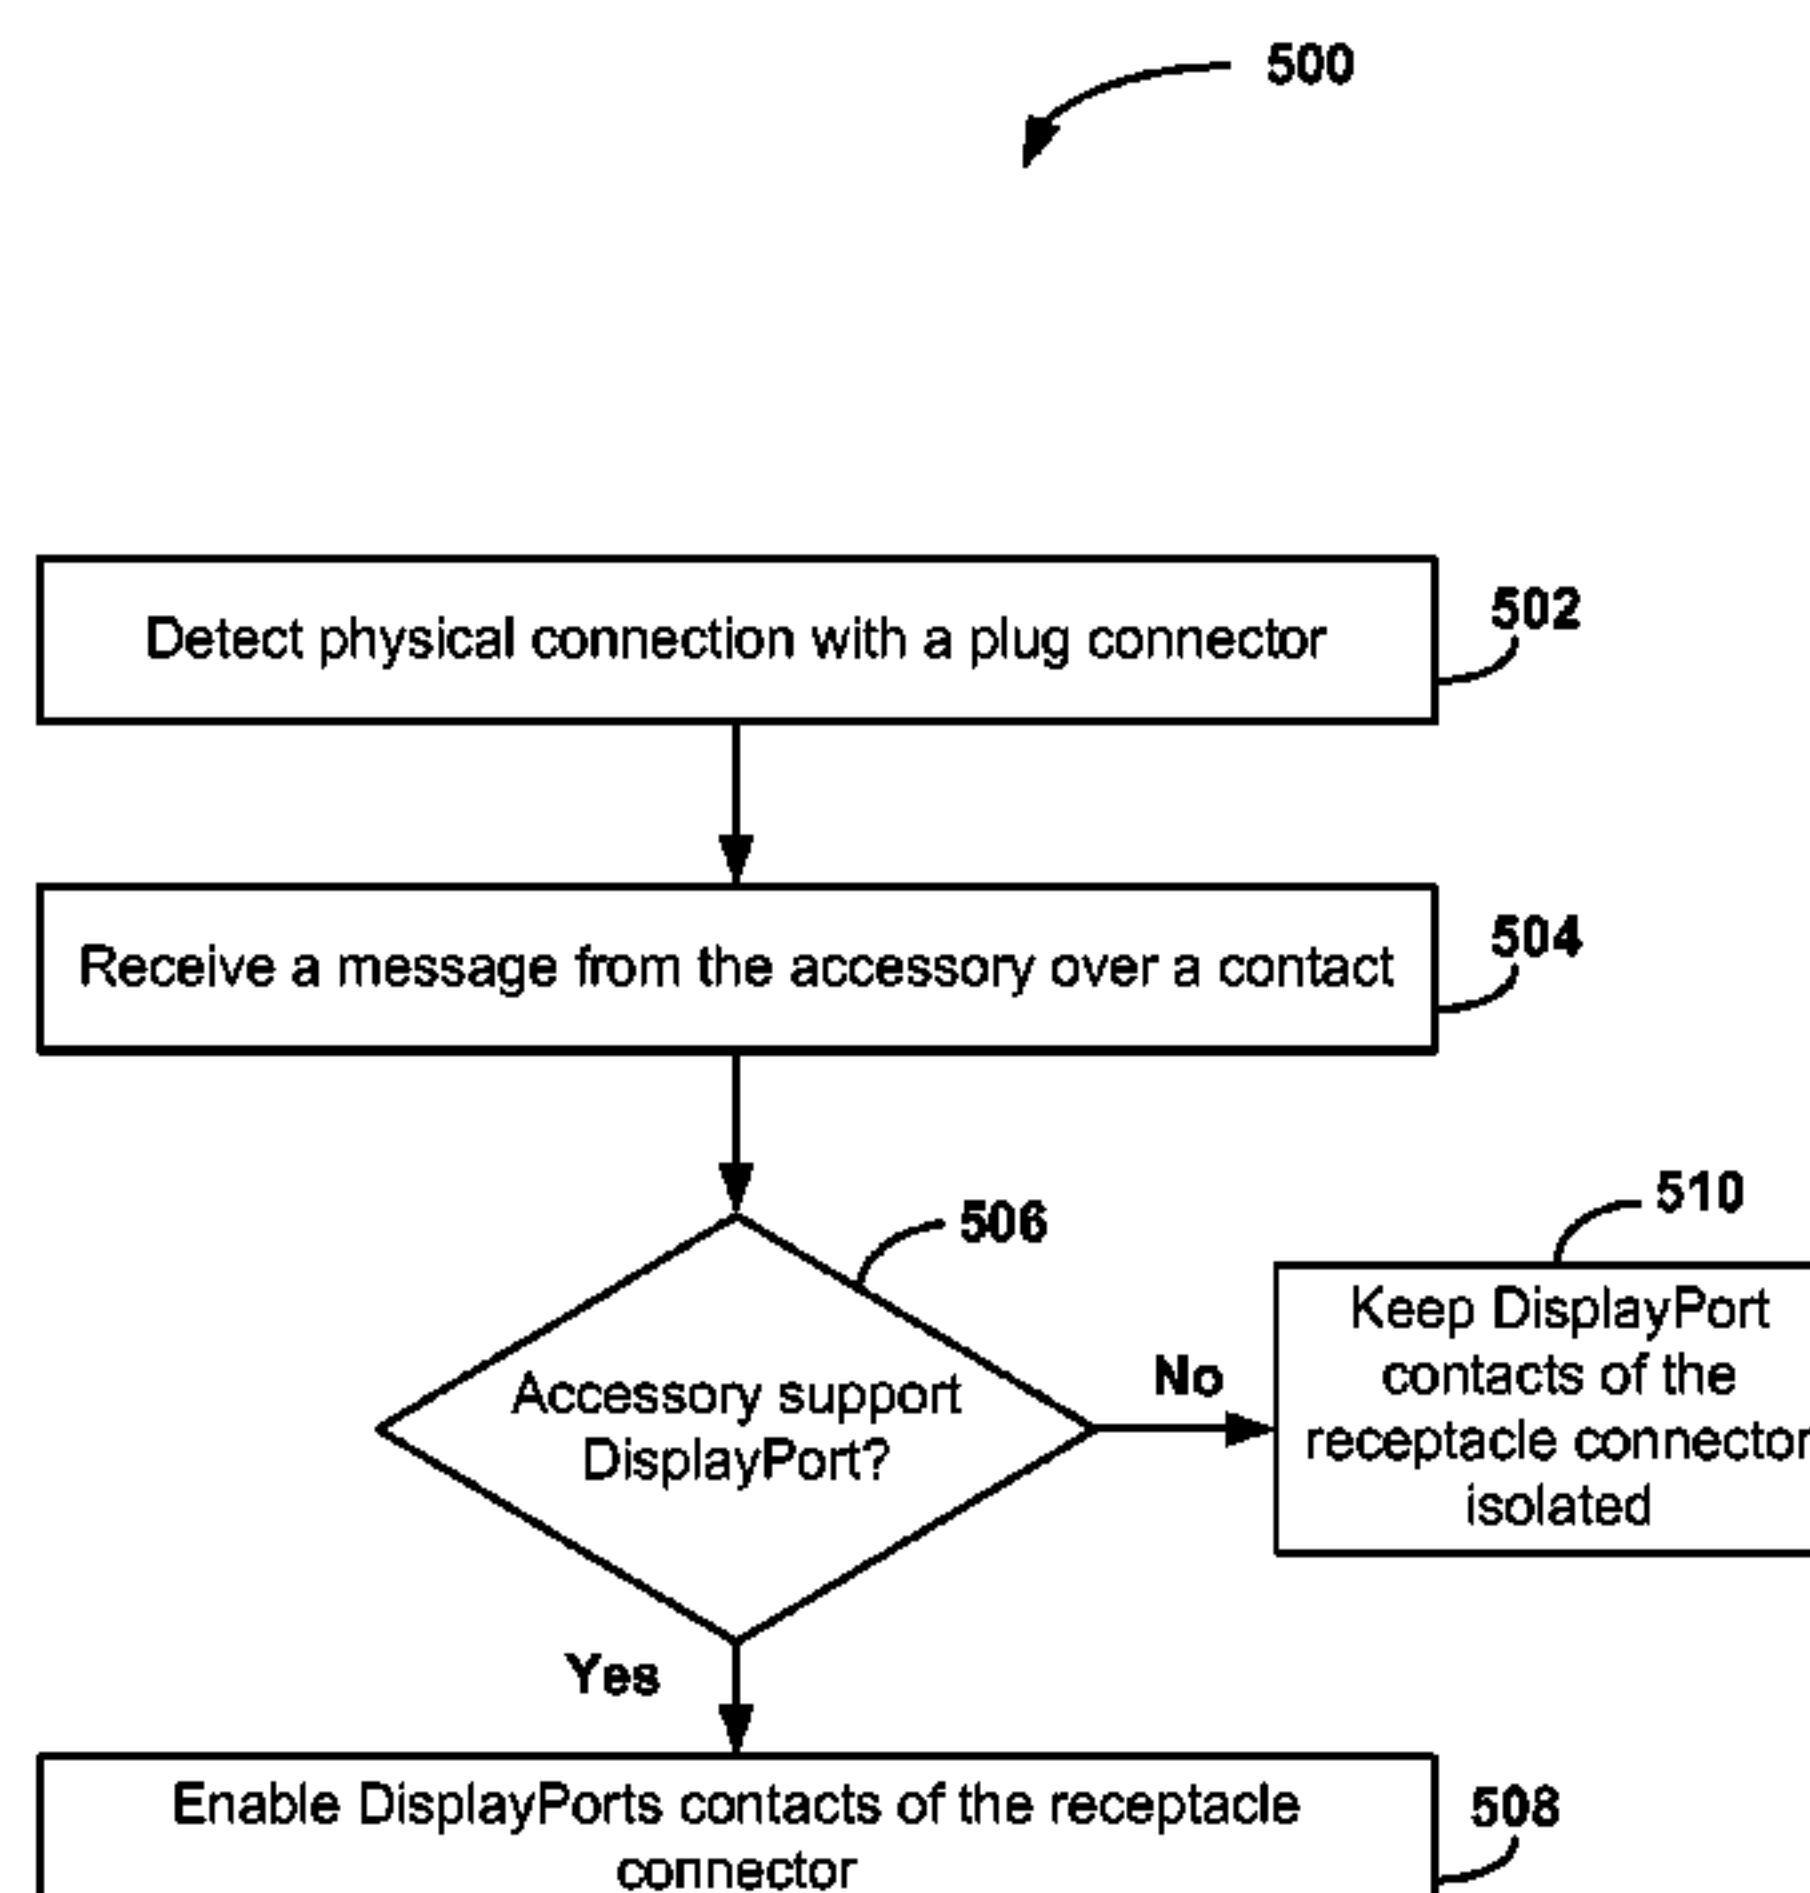 500
Detect physical connection with a plug connector
502
Receive a message from the accessory over a contact
504
506
510
Accessory support
DisplayPort?
No
Keep DisplayPort
contacts of the
receptacle connector
isolated
Yes
Enable DisplayPorts contacts of the receptacle
connector
508